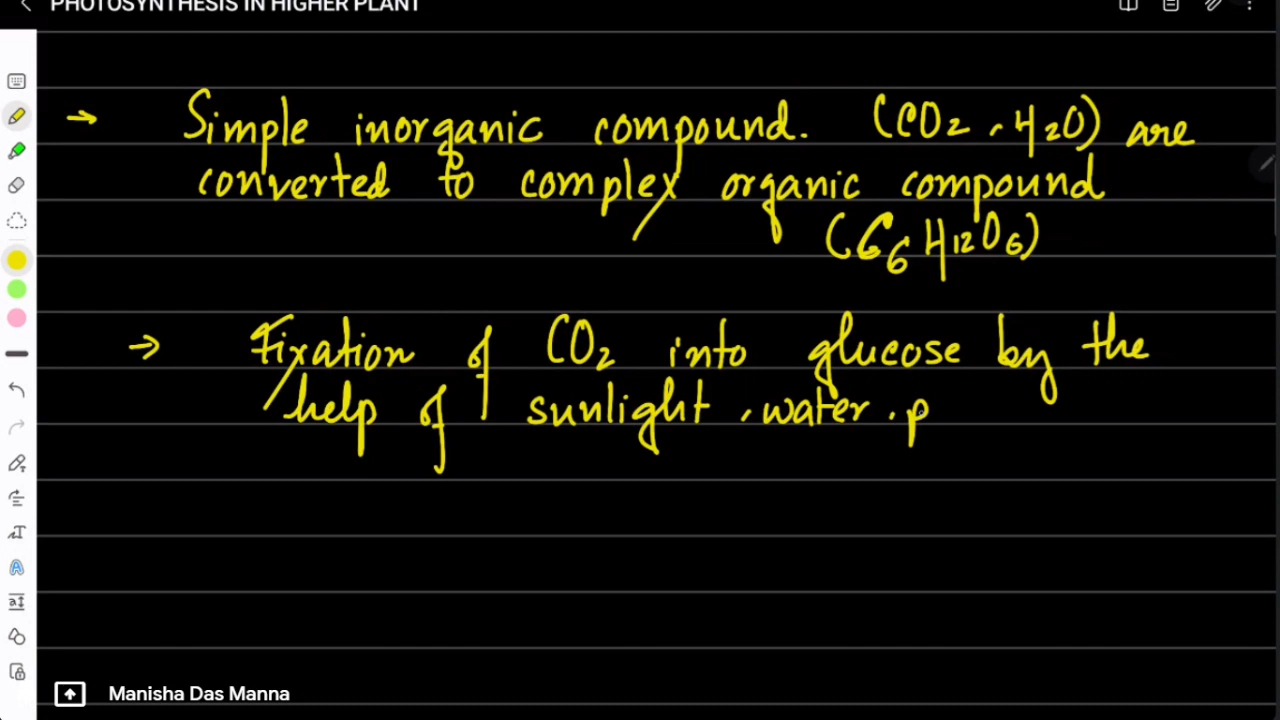 PHOTOSYNTHESIS IN HIGHER PLANT
→ Simple inorganic compound. (CO2, H2O) are
converted to complex organic compound
(C6H12O6)
→ Fixation of CO2 into glucose by the
help of sunlight, water, p
Manisha Das Manna